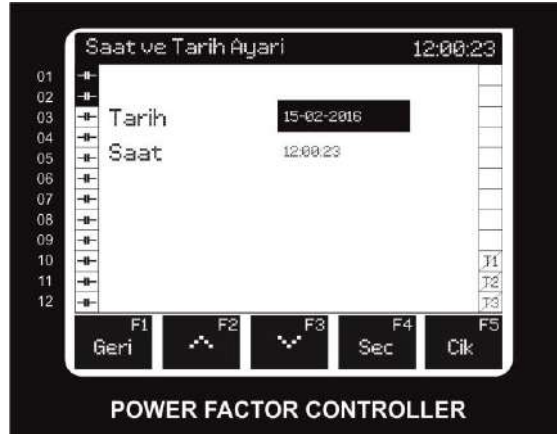 Saat ve Tarih Ayari 12:00:23
01
02
03 Tarih 15-02-2016
04
05 Saat 12:00:23
06
07
08
09
10 T1
11 T2
12 T3
F1 F2 F3 F4 F5
Geri Sec Cik
POWER FACTOR CONTROLLER